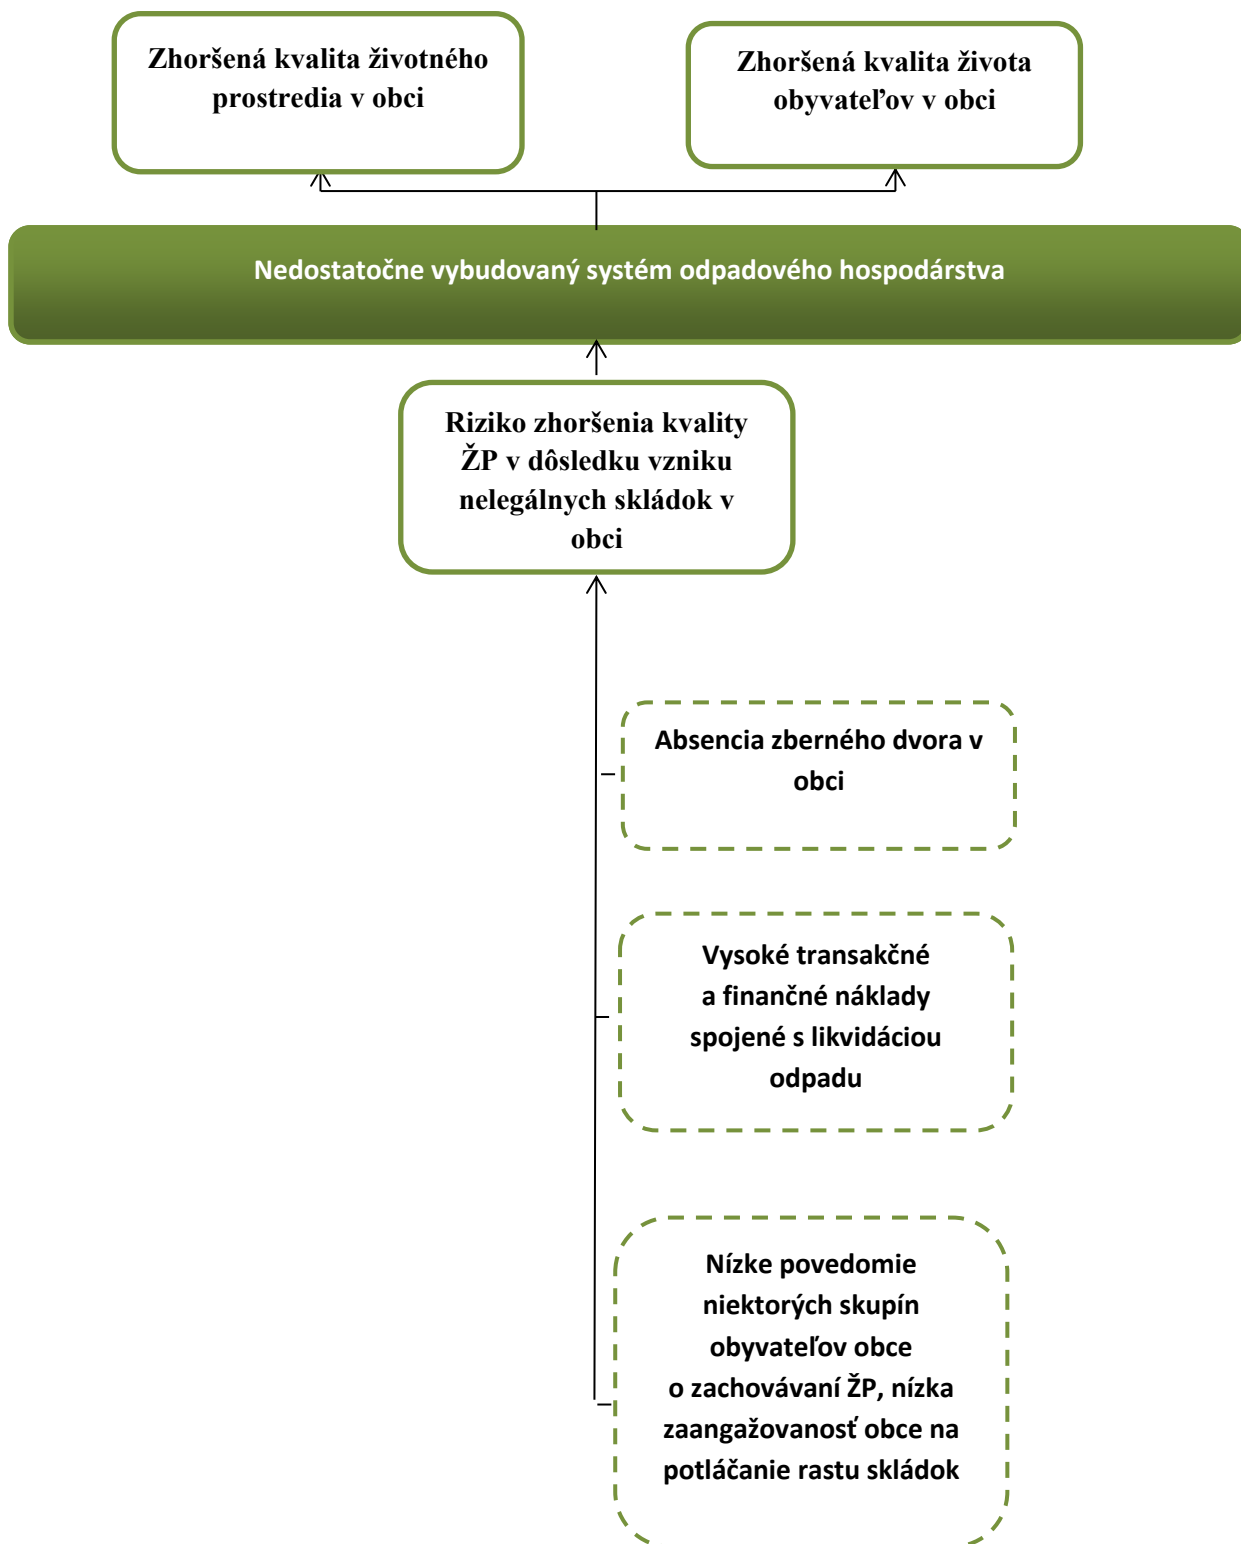 Zhoršená kvalita životného
prostredia v obci
Zhoršená kvalita života
obyvateľov v obci
Nedostatočne vybudovaný systém odpadového hospodárstva
Riziko zhoršenia kvality
ŽP v dôsledku vzniku
nelegálnych skládok v
obci
Absencia zberného dvora v
obci
Vysoké transakčné
a finančné náklady
spojené s likvidáciou
odpadu
Nízke povedomie
niektorých skupín
obyvateľov obce
o zachovávaní ŽP, nízka
zaangažovanosť obce na
potláčanie rastu skládok